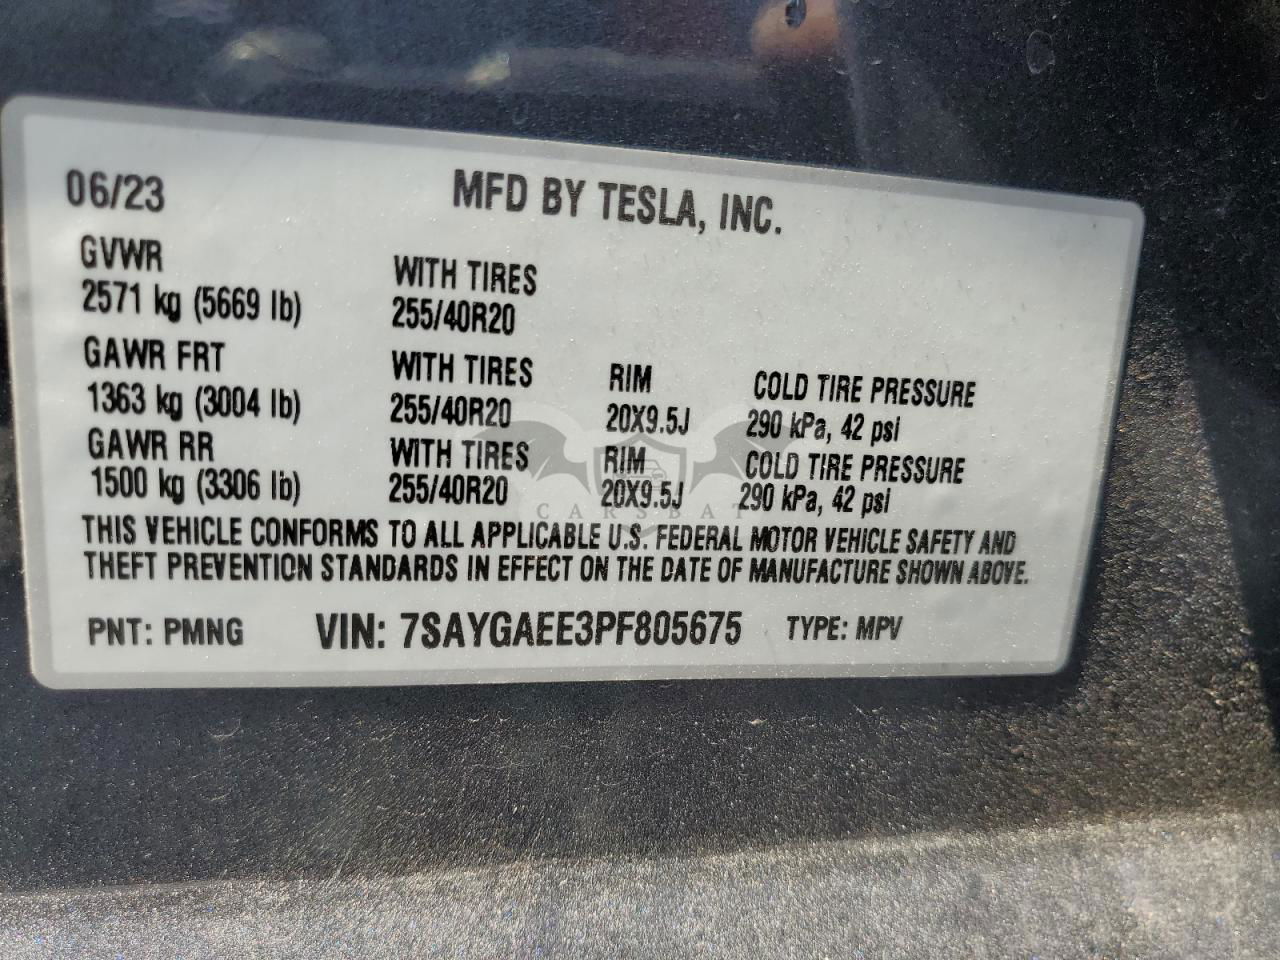 06/23 MFD BY TESLA, INC.
GVWR WITH TIRES
2571 kg (5669 lb) 255/40R20
GAWR FRT WITH TIRES RIM COLD TIRE PRESSURE
1363 kg (3004 lb) 255/40R20 20X9.5J 290 kPa, 42 psi
GAWR RR WITH TIRES RIM COLD TIRE PRESSURE
1500 kg (3306 lb) 255/40R20 20X9.5J 290 kPa, 42 psi
CARSBAT
THIS VEHICLE CONFORMS TO ALL APPLICABLE U.S. FEDERAL MOTOR VEHICLE SAFETY AND
THEFT PREVENTION STANDARDS IN EFFECT ON THE DATE OF MANUFACTURE SHOWN ABOVE.
PNT: PMNG VIN: 7SAYGAEE3PF805675 TYPE: MPV